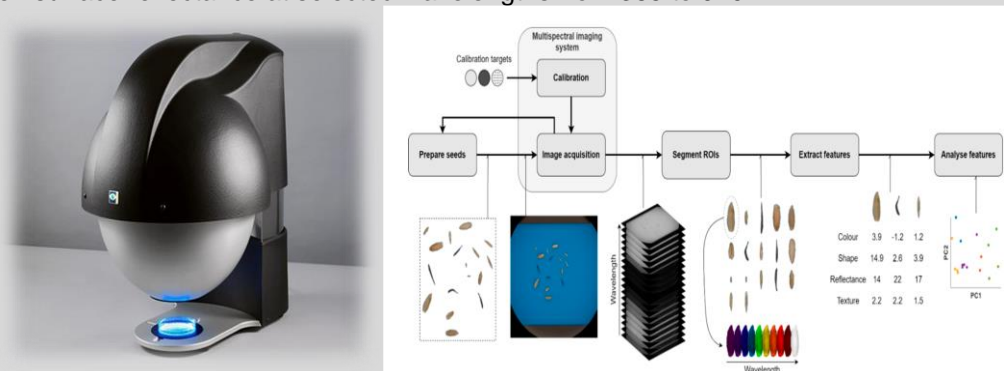 Multispectral imaging
system
Calibration targets
Calibration
Prepare seeds
Image acquisition
Segment ROIs
Extract features
Analyse features
Wavelength
Colour 3.9 -1.2 1.2
Shape 14.9 2.6 3.9
Reflectance 14 22 17
Texture 2.2 2.2 1.5
PC2
PC1
Wavelength